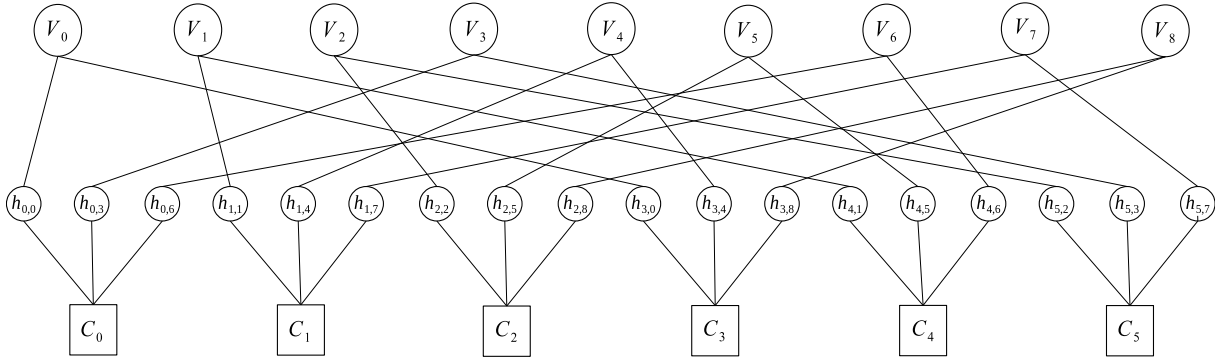 V₀ V₁ V₂ V₃ V₄ V₅ V₆ V₇ V₈
h₀,₀ h₀,₃ h₀,₆ h₁,₁ h₁,₄ h₁,₇ h₂,₂ h₂,₅ h₂,₈ h₃,₀ h₃,₄ h₃,₈ h₄,₁ h₄,₅ h₄,₆ h₅,₂ h₅,₃ h₅,₇
C₀ C₁ C₂ C₃ C₄ C₅